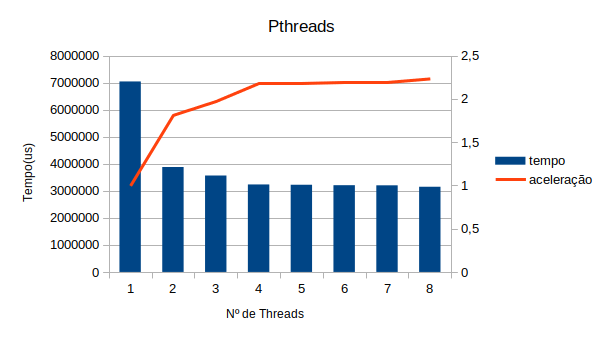 Pthreads
8000000
7000000
6000000
5000000
4000000
3000000
2000000
1000000
0
Tempo(us)
2,5
2
1,5
1
0,5
0
1 2 3 4 5 6 7 8
Nº de Threads
tempo
aceleração